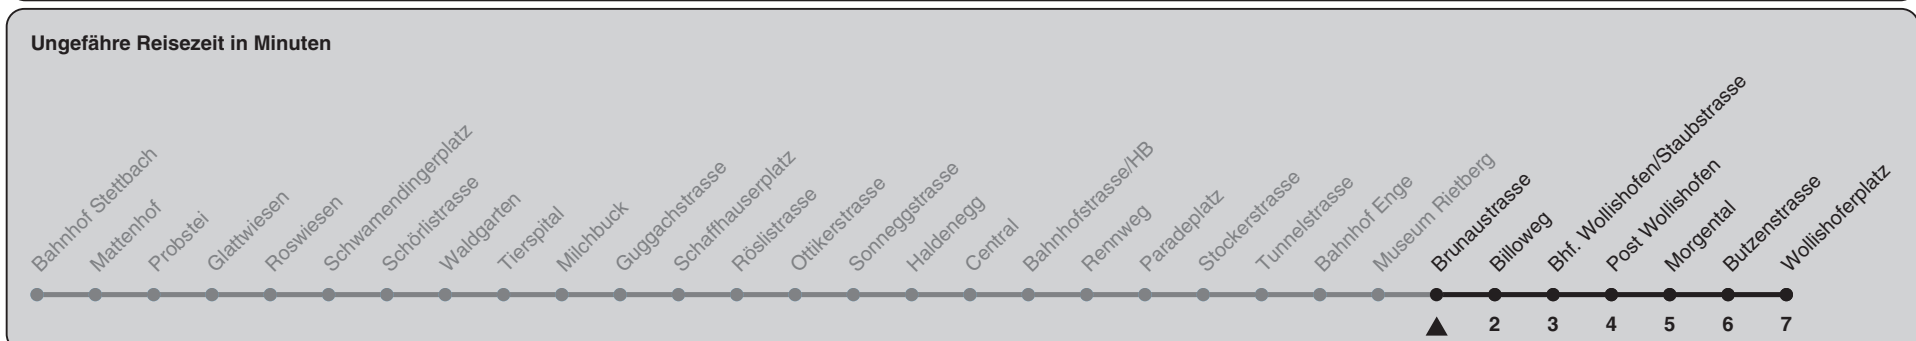 Ungefähre Reisezeit in Minuten
Bahnhof Stettbach
Mattenhof
Probstei
Glattwiesen
Roswiesen
Schwamendingerplatz
Schörlistrasse
Waldgarten
Tierspital
Milchbuck
Guggachstrasse
Schaffhauserplatz
Röslistrasse
Ottikerstrasse
Sonneggstrasse
Haldenegg
Central
Bahnhofstrasse/HB
Rennweg
Paradeplatz
Stockerstrasse
Tunnelstrasse
Bahnhof Enge
Museum Rietberg
Brunaustrasse
Billoweg
Bhf. Wollishofen/Staubstrasse
Post Wollishofen
Morgental
Butzenstrasse
Wollishoferplatz
2 3 4 5 6 7